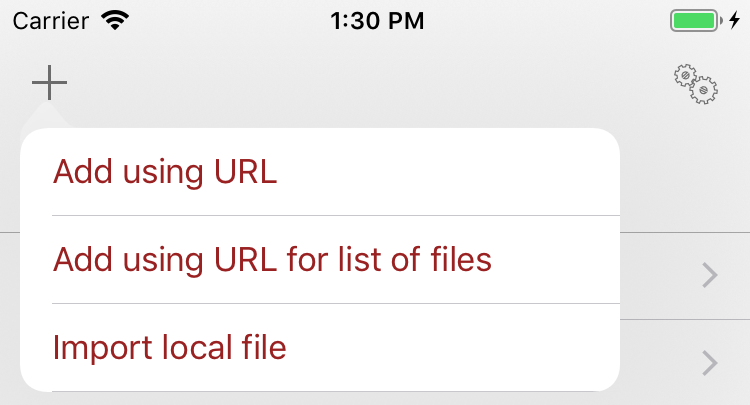 Carrier 1:30 PM
Add using URL
Add using URL for list of files
Import local file